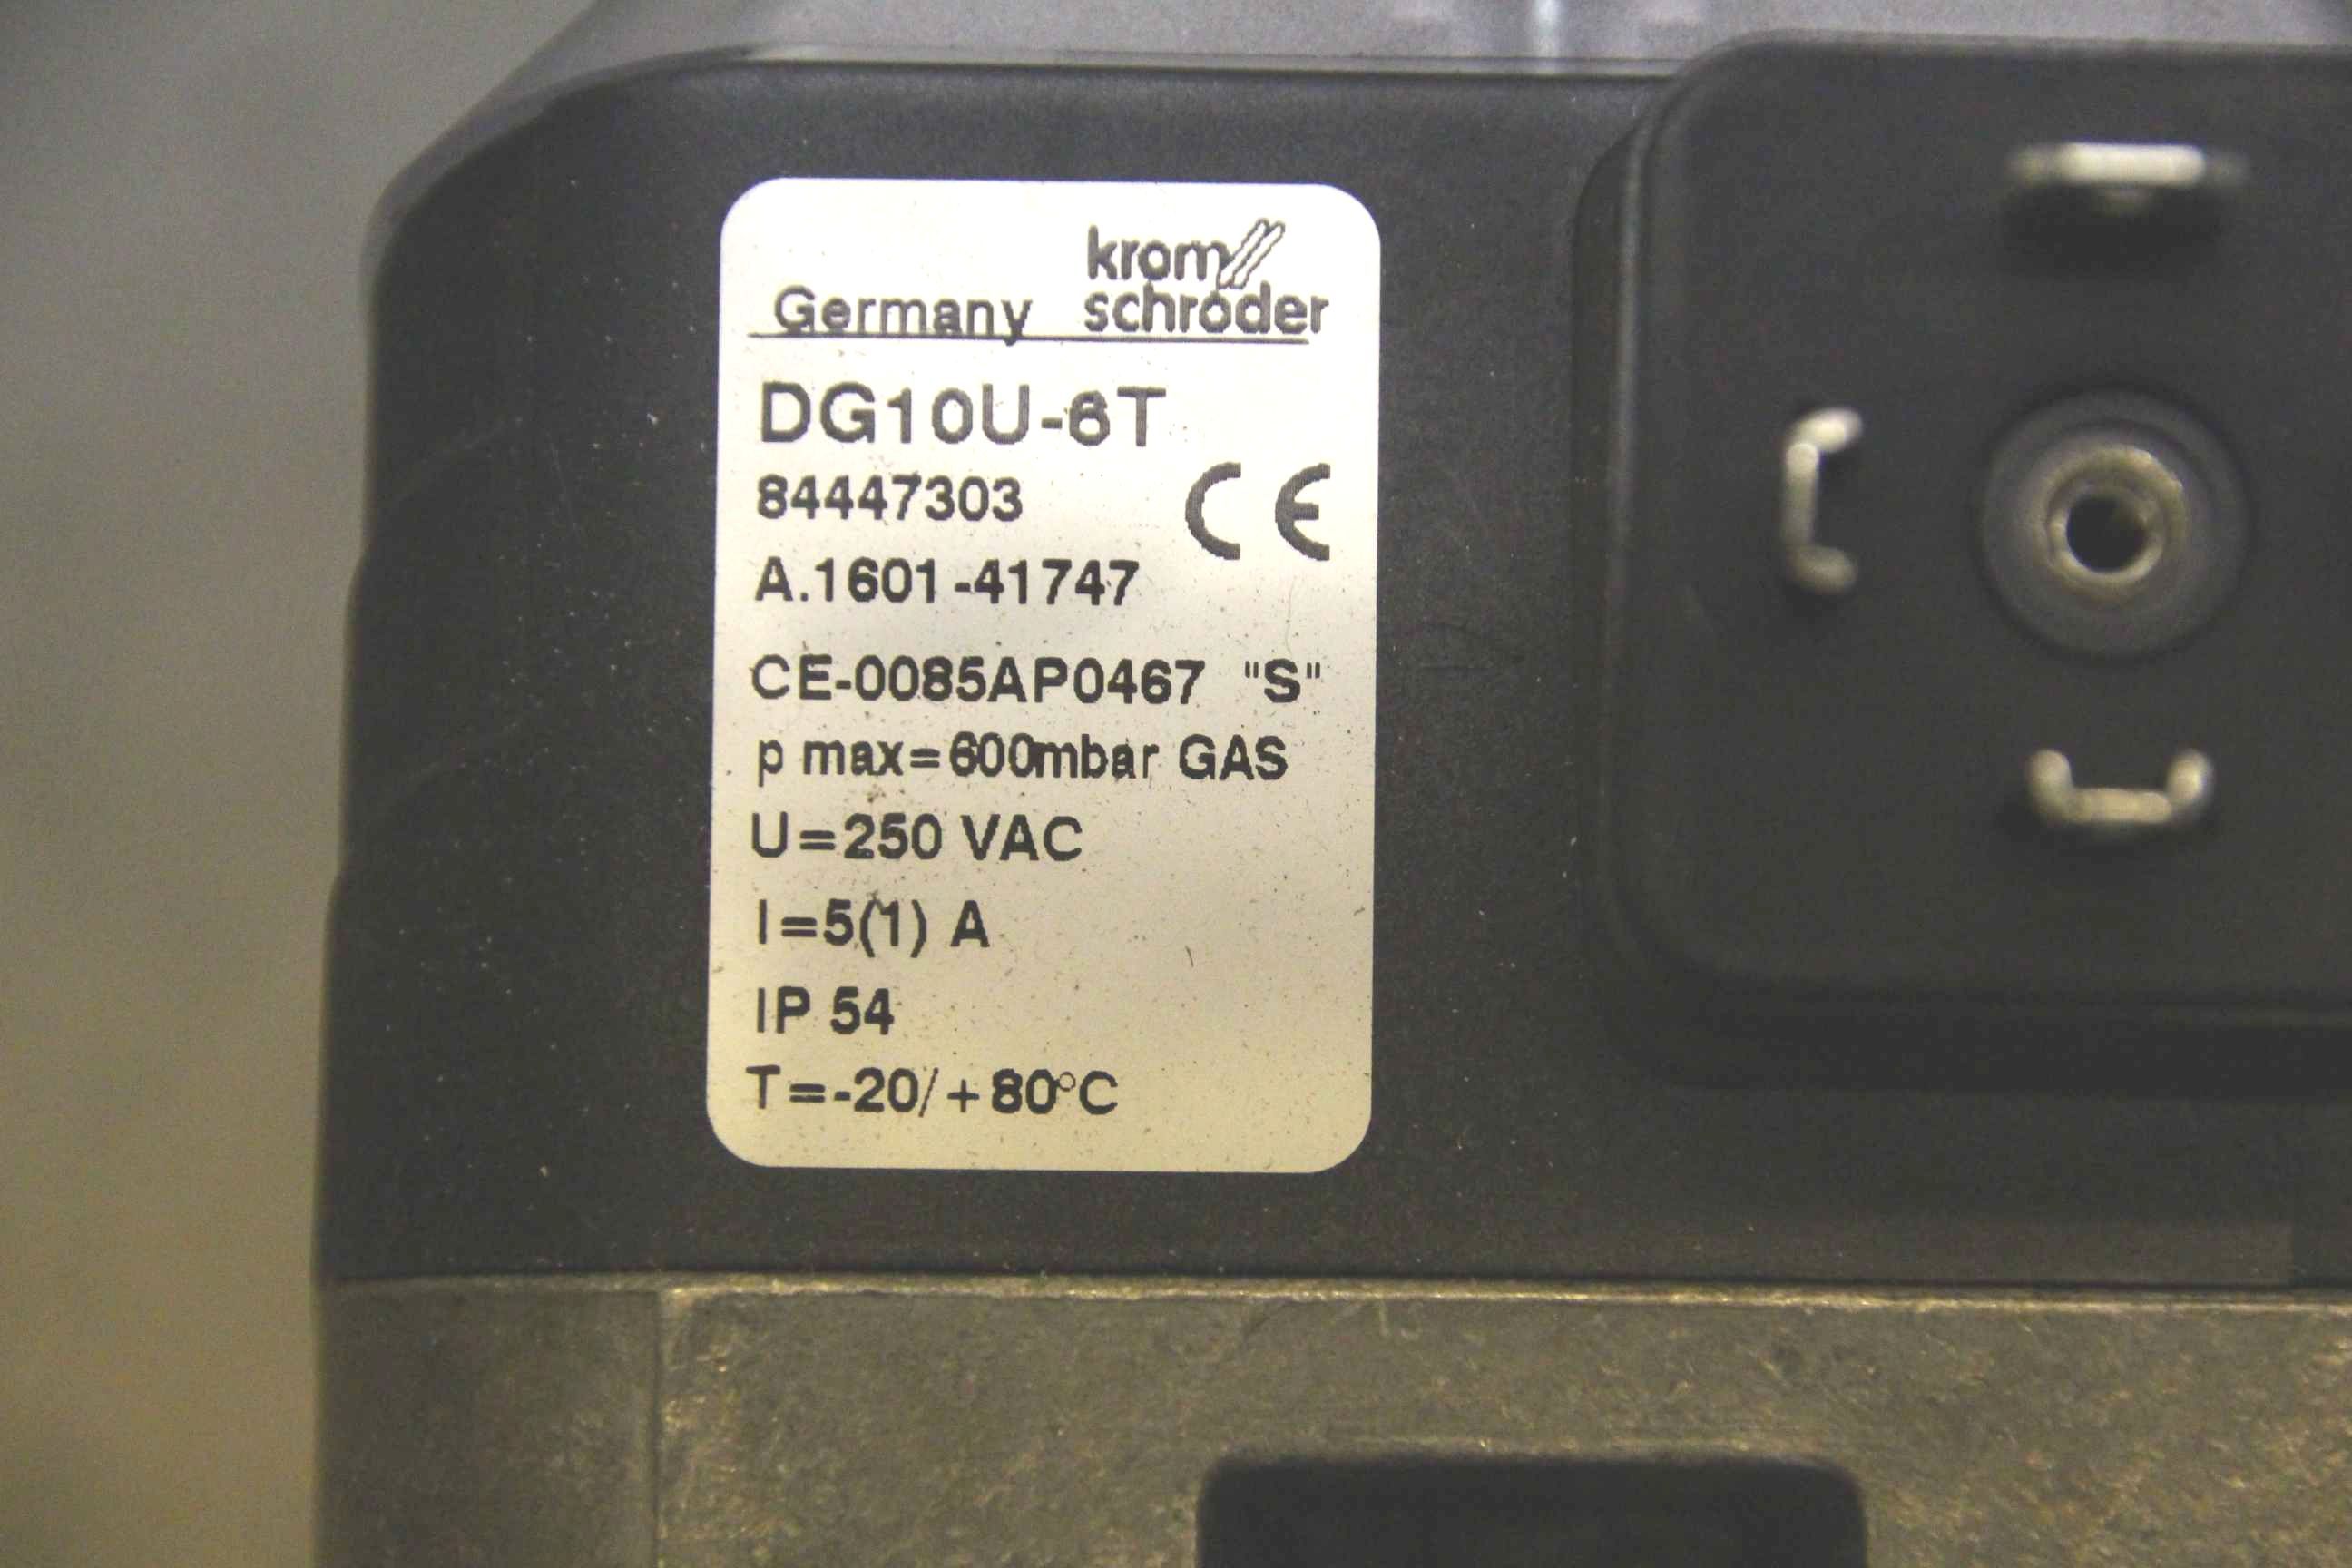 krom
Germany schröder
DG10U-6T
84447303
CE
A.1601-41747
CE-0085AP0467 "S"
p max=600mbar GAS
U=250 VAC
I=5(1) A
IP 54
T=-20/+80°C